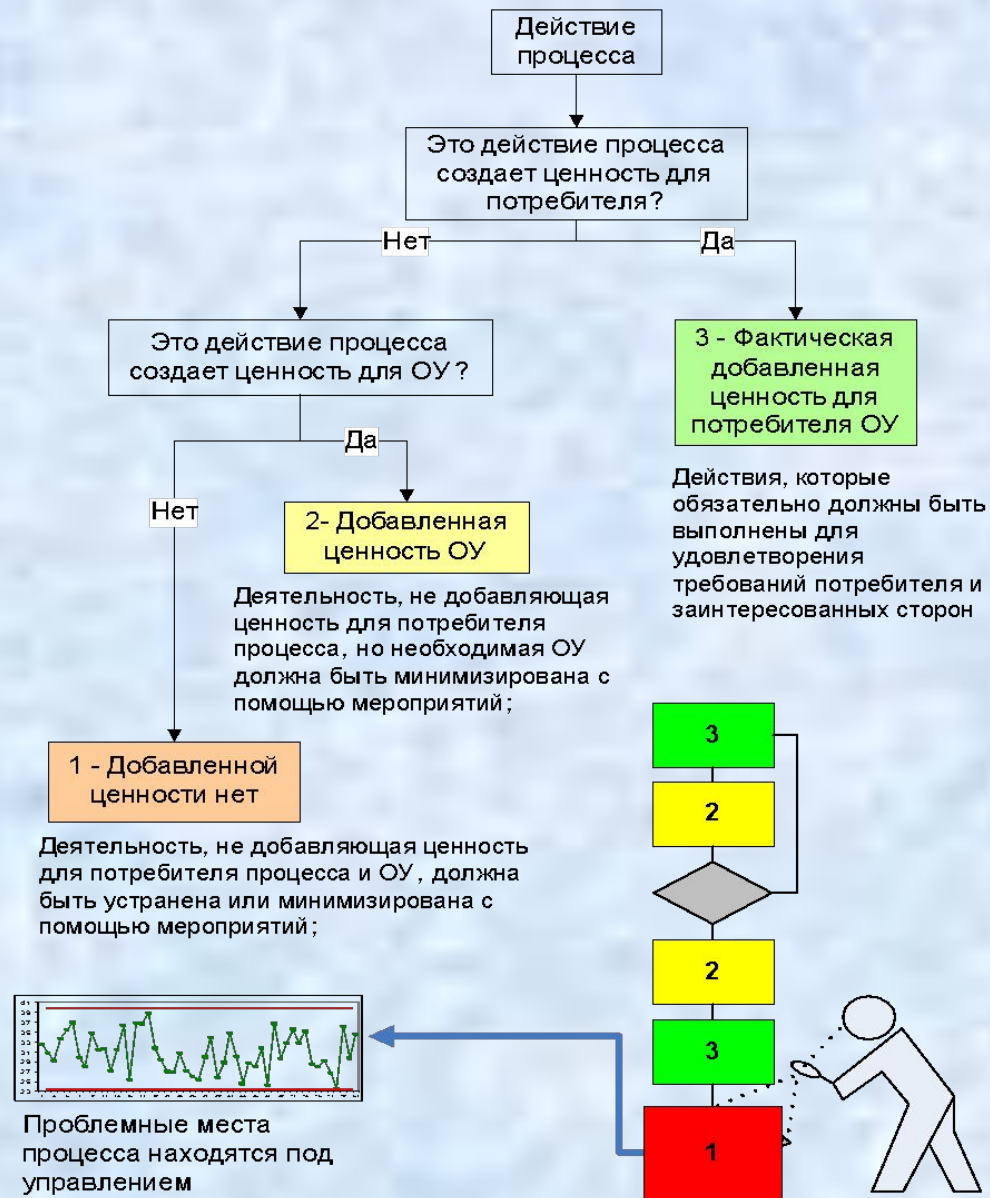 Действие
процесса
Это действие процесса
создает ценность для
потребителя?
Нет
Да
Это действие процесса
создает ценность для ОУ ?
3 - Фактическая
добавленная
ценность для
потребителя ОУ
Да
Нет
2- Добавленная
ценность ОУ
Действия, которые
обязательно должны быть
выполнены для
удовлетворения
требований потребителя и
заинтересованных сторон
Деятельность, не добавляющая
ценность для потребителя
процесса, но необходимая ОУ
должна быть минимизирована с
помощью мероприятий;
1 - Добавленной
ценности нет
Деятельность, не добавляющая ценность
для потребителя процесса и ОУ, должна
быть устранена или минимизирована с
помощью мероприятий;
3
2
2
3
1
Проблемные места
процесса находятся под
управлением